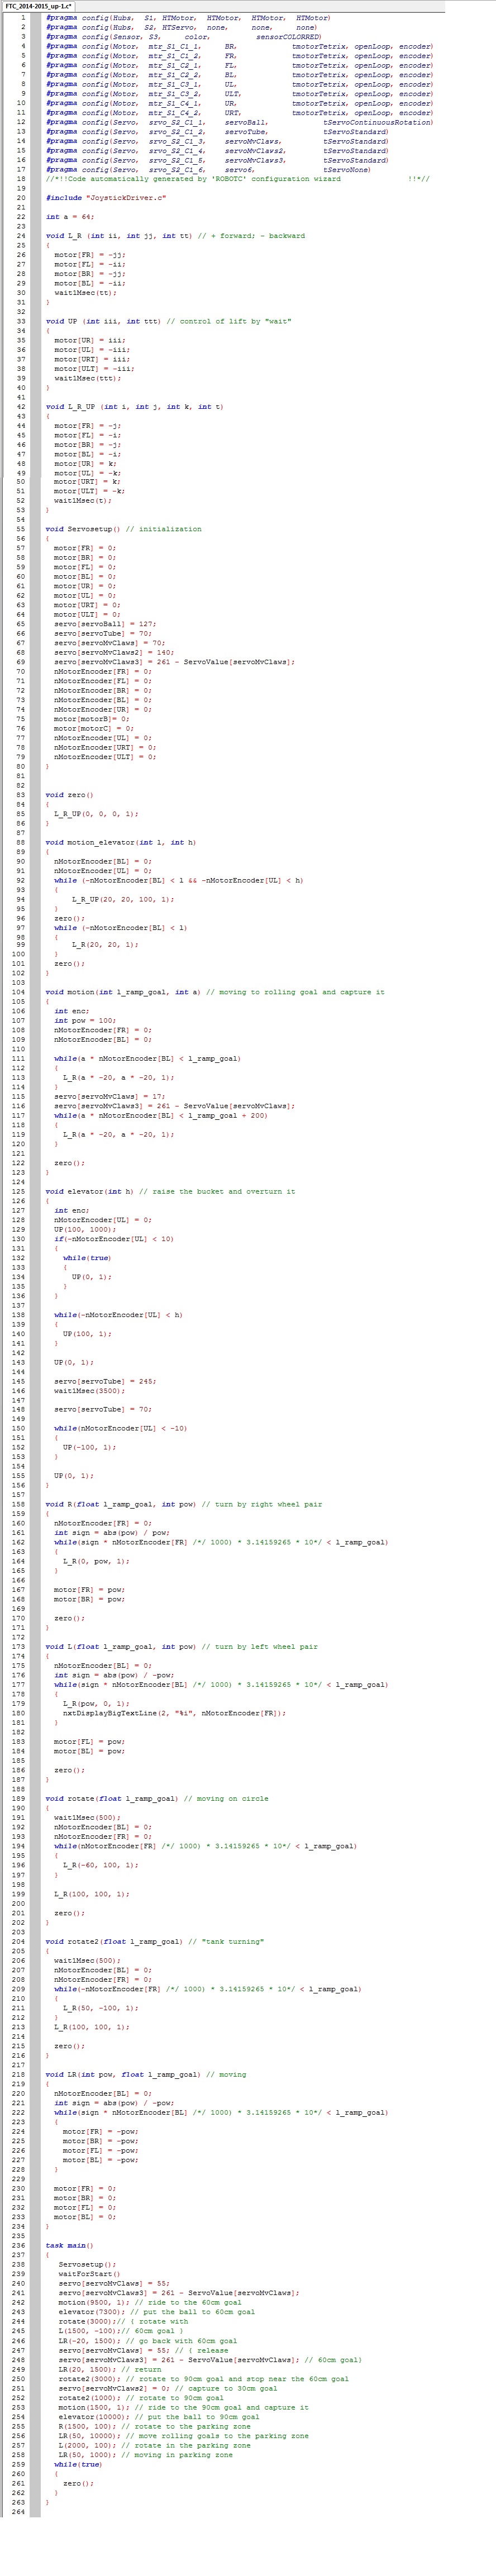 FTC_2014-2015_up-1.c*
1 #pragma config(Hubs, S1, HTMotor, HTMotor, HTMotor, HTMotor)
2 #pragma config(Hubs, S2, HTServo, none, none, none)
3 #pragma config(Sensor, S3, color, sensorCOLORRED)
4 #pragma config(Motor, mtr_S1_C1_1, BR, tmotorTetrix, openLoop, encoder)
5 #pragma config(Motor, mtr_S1_C1_2, FR, tmotorTetrix, openLoop, encoder)
6 #pragma config(Motor, mtr_S1_C2_1, FL, tmotorTetrix, openLoop, encoder)
7 #pragma config(Motor, mtr_S1_C2_2, BL, tmotorTetrix, openLoop, encoder)
8 #pragma config(Motor, mtr_S1_C3_1, UL, tmotorTetrix, openLoop, encoder)
9 #pragma config(Motor, mtr_S1_C3_2, ULT, tmotorTetrix, openLoop, encoder)
10 #pragma config(Motor, mtr_S1_C4_1, UR, tmotorTetrix, openLoop, encoder)
11 #pragma config(Motor, mtr_S1_C4_2, URT, tmotorTetrix, openLoop, encoder)
12 #pragma config(Servo, srvo_S2_C1_1, servoBall, tServoContinuousRotation)
13 #pragma config(Servo, srvo_S2_C1_2, servoTube, tServoStandard)
14 #pragma config(Servo, srvo_S2_C1_3, servoMvClaws, tServoStandard)
15 #pragma config(Servo, srvo_S2_C1_4, servoMvClaws2, tServoStandard)
16 #pragma config(Servo, srvo_S2_C1_5, servoMvClaws3, tServoStandard)
17 #pragma config(Servo, srvo_S2_C1_6, servo6, tServoNone)
18 //*!!Code automatically generated by 'ROBOTC' configuration wizard !!*//
19
20 #include "JoystickDriver.c"
21
22 int a = 64;
23
24 void L_R (int ii, int jj, int tt) // + forward; - backward
25 {
26 motor[FR] = -jj;
27 motor[FL] = -ii;
28 motor[BR] = -jj;
29 motor[BL] = -ii;
30 wait1Msec(tt);
31 }
32
33 void UP (int iii, int ttt) // control of lift by "wait"
34 {
35 motor[UR] = iii;
36 motor[UL] = -iii;
37 motor[URT] = iii;
38 motor[ULT] = -iii;
39 wait1Msec(ttt);
40 }
41
42 void L_R_UP (int i, int j, int k, int t)
43 {
44 motor[FR] = -j;
45 motor[FL] = -i;
46 motor[BR] = -j;
47 motor[BL] = -i;
48 motor[UR] = k;
49 motor[UL] = -k;
50 motor[URT] = k;
51 motor[ULT] = -k;
52 wait1Msec(t);
53 }
54
55 void Servosetup() // initialization
56 {
57 motor[FR] = 0;
58 motor[BR] = 0;
59 motor[FL] = 0;
60 motor[BL] = 0;
61 motor[UR] = 0;
62 motor[UL] = 0;
63 motor[URT] = 0;
64 motor[ULT] = 0;
65 servo[servoBall] = 127;
66 servo[servoTube] = 70;
67 servo[servoMvClaws] = 70;
68 servo[servoMvClaws2] = 140;
69 servo[servoMvClaws3] = 261 - ServoValue[servoMvClaws];
70 nMotorEncoder[FR] = 0;
71 nMotorEncoder[FL] = 0;
72 nMotorEncoder[BR] = 0;
73 nMotorEncoder[BL] = 0;
74 nMotorEncoder[UR] = 0;
75 motor[motorB]= 0;
76 motor[motorC] = 0;
77 nMotorEncoder[UL] = 0;
78 nMotorEncoder[URT] = 0;
79 nMotorEncoder[ULT] = 0;
80 }
81
82
83 void zero()
84 {
85 L_R_UP(0, 0, 0, 1);
86 }
87
88 void motion_elevator(int l, int h)
89 {
90 nMotorEncoder[BL] = 0;
91 nMotorEncoder[UL] = 0;
92 while (-nMotorEncoder[BL] < l && -nMotorEncoder[UL] < h)
93 {
94 L_R_UP(20, 20, 100, 1);
95 }
96 zero();
97 while (-nMotorEncoder[BL] < l)
98 {
99 L_R(20, 20, 1);
100 }
101 zero();
102 }
103
104 void motion(int l_ramp_goal, int a) // moving to rolling goal and capture it
105 {
106 int enc;
107 int pow = 100;
108 nMotorEncoder[FR] = 0;
109 nMotorEncoder[BL] = 0;
110
111 while(a * nMotorEncoder[BL] < l_ramp_goal)
112 {
113 L_R(a * -20, a * -20, 1);
114 }
115 servo[servoMvClaws] = 17;
116 servo[servoMvClaws3] = 261 - ServoValue[servoMvClaws];
117 while(a * nMotorEncoder[BL] < l_ramp_goal + 200)
118 {
119 L_R(a * -20, a * -20, 1);
120 }
121
122 zero();
123 }
124
125 void elevator(int h) // raise the bucket and overturn it
126 {
127 int enc;
128 nMotorEncoder[UL] = 0;
129 UP(100, 1000);
130 if(-nMotorEncoder[UL] < 10)
131 {
132 while(true)
133 {
134 UP(0, 1);
135 }
136 }
137
138 while(-nMotorEncoder[UL] < h)
139 {
140 UP(100, 1);
141 }
142
143 UP(0, 1);
144
145 servo[servoTube] = 245;
146 wait1Msec(3500);
147
148 servo[servoTube] = 70;
149
150 while(nMotorEncoder[UL] < -10)
151 {
152 UP(-100, 1);
153 }
154
155 UP(0, 1);
156 }
157
158 void R(float l_ramp_goal, int pow) // turn by right wheel pair
159 {
160 nMotorEncoder[FR] = 0;
161 int sign = abs(pow) / pow;
162 while(sign * nMotorEncoder[FR] /*/ 1000) * 3.14159265 * 10*/ < l_ramp_goal)
163 {
164 L_R(0, pow, 1);
165 }
166
167 motor[FR] = pow;
168 motor[BR] = pow;
169
170 zero();
171 }
172
173 void L(float l_ramp_goal, int pow) // turn by left wheel pair
174 {
175 nMotorEncoder[BL] = 0;
176 int sign = abs(pow) / -pow;
177 while(sign * nMotorEncoder[BL] /*/ 1000) * 3.14159265 * 10*/ < l_ramp_goal)
178 {
179 L_R(pow, 0, 1);
180 nxtDisplayBigTextLine(2, "%i", nMotorEncoder[FR]);
181 }
182
183 motor[FL] = pow;
184 motor[BL] = pow;
185
186 zero();
187 }
188
189 void rotate(float l_ramp_goal) // moving on circle
190 {
191 wait1Msec(500);
192 nMotorEncoder[BL] = 0;
193 nMotorEncoder[FR] = 0;
194 while(nMotorEncoder[FR] /*/ 1000) * 3.14159265 * 10*/ < l_ramp_goal)
195 {
196 L_R(-60, 100, 1);
197 }
198
199 L_R(100, 100, 1);
200
201 zero();
202 }
203
204 void rotate2(float l_ramp_goal) // "tank turning"
205 {
206 wait1Msec(500);
207 nMotorEncoder[BL] = 0;
208 nMotorEncoder[FR] = 0;
209 while(-nMotorEncoder[FR] /*/ 1000) * 3.14159265 * 10*/ < l_ramp_goal)
210 {
211 L_R(50, -100, 1);
212 }
213 L_R(100, 100, 1);
214
215 zero();
216 }
217
218 void LR(int pow, float l_ramp_goal) // moving
219 {
220 nMotorEncoder[BL] = 0;
221 int sign = abs(pow) / -pow;
222 while(sign * nMotorEncoder[BL] /*/ 1000) * 3.14159265 * 10*/ < l_ramp_goal)
223 {
224 motor[FR] = -pow;
225 motor[BR] = -pow;
226 motor[FL] = -pow;
227 motor[BL] = -pow;
228 }
229
230 motor[FR] = 0;
231 motor[BR] = 0;
232 motor[FL] = 0;
233 motor[BL] = 0;
234 }
235
236 task main()
237 {
238 Servosetup();
239 waitForStart()
240 servo[servoMvClaws] = 55;
241 servo[servoMvClaws3] = 261 - ServoValue[servoMvClaws];
242 motion(9500, 1); // ride to the 60cm goal
243 elevator(7300); // put the ball to 60cm goal
244 rotate(3000);// ( rotate with
245 L(1500, -100);// 60cm goal )
246 LR(-20, 1500); // go back with 60cm goal
247 servo[servoMvClaws] = 55; // ( release
248 servo[servoMvClaws3] = 261 - ServoValue[servoMvClaws]; // 60cm goal)
249 LR(20, 1500); // return
250 rotate2(3000); // rotate to 90cm goal and stop near the 60cm goal
251 servo[servoMvClaws2] = 0; // capture to 30cm goal
252 rotate2(1000); // rotate to 90cm goal
253 motion(1500, 1); // ride to the 90cm goal and capture it
254 elevator(10000); // put the ball to 90cm goal
255 R(1500, 100); // rotate to the parking zone
256 LR(50, 10000); // move rolling goals to the parking zone
257 L(2000, 100); // rotate in the parking zone
258 LR(50, 1000); // moving in parking zone
259 while(true)
260 {
261 zero();
262 }
263 }
264